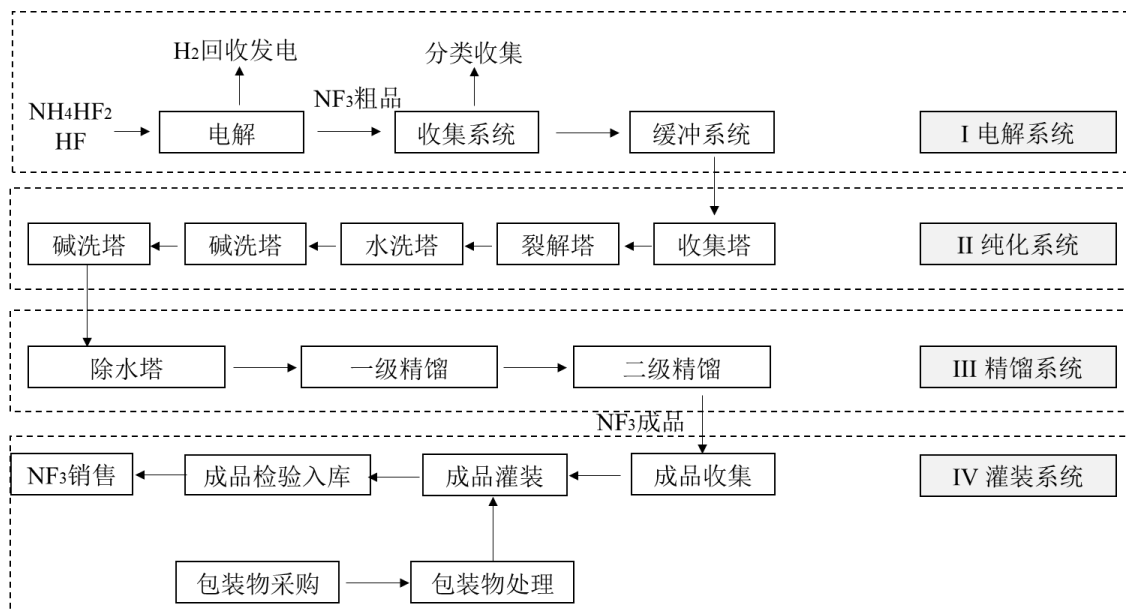 H2回收发电
分类收集
NH4HF2
HF
电解
NF3粗品
收集系统
缓冲系统
I 电解系统
碱洗塔
碱洗塔
水洗塔
裂解塔
收集塔
II 纯化系统
除水塔
一级精馏
二级精馏
III 精馏系统
NF3成品
NF3销售
成品检验入库
成品灌装
成品收集
IV 灌装系统
包装物采购
包装物处理